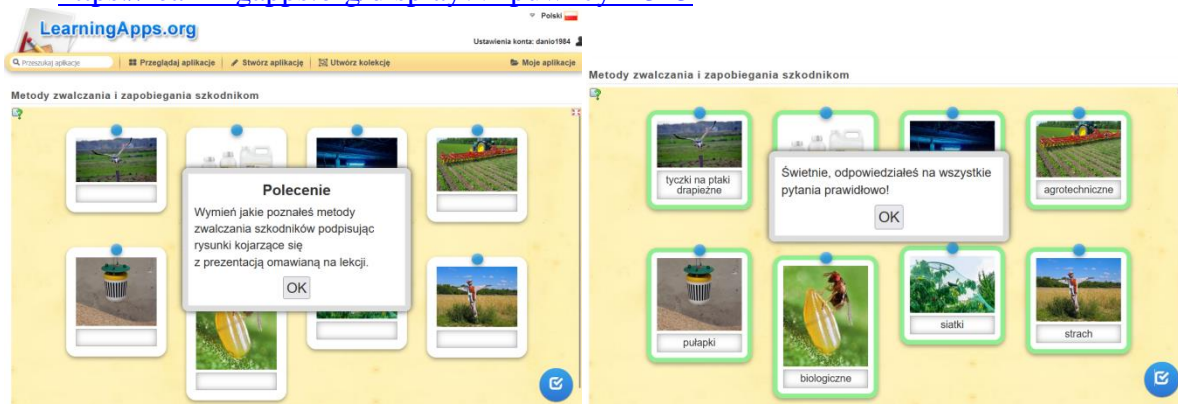 LearningApps.org
Polski
Ustawienia konta: danio1984
Przeszukaj aplikacje
Przeglądaj aplikacje
Stwórz aplikację
Utwórz kolekcję
Moje aplikacje
Metody zwalczania i zapobiegania szkodnikom
Polecenie
Wymień jakie poznałeś metody
zwalczania szkodników podpisując
rysunki kojarzące się
z prezentacją omawianą na lekcji.
OK
Metody zwalczania i zapobiegania szkodnikom
tyczki na ptaki
drapieżne
Świetnie, odpowiedziałeś na wszystkie
pytania prawidłowo!
OK
agrotechniczne
pułapki
biologiczne
siatki
strach